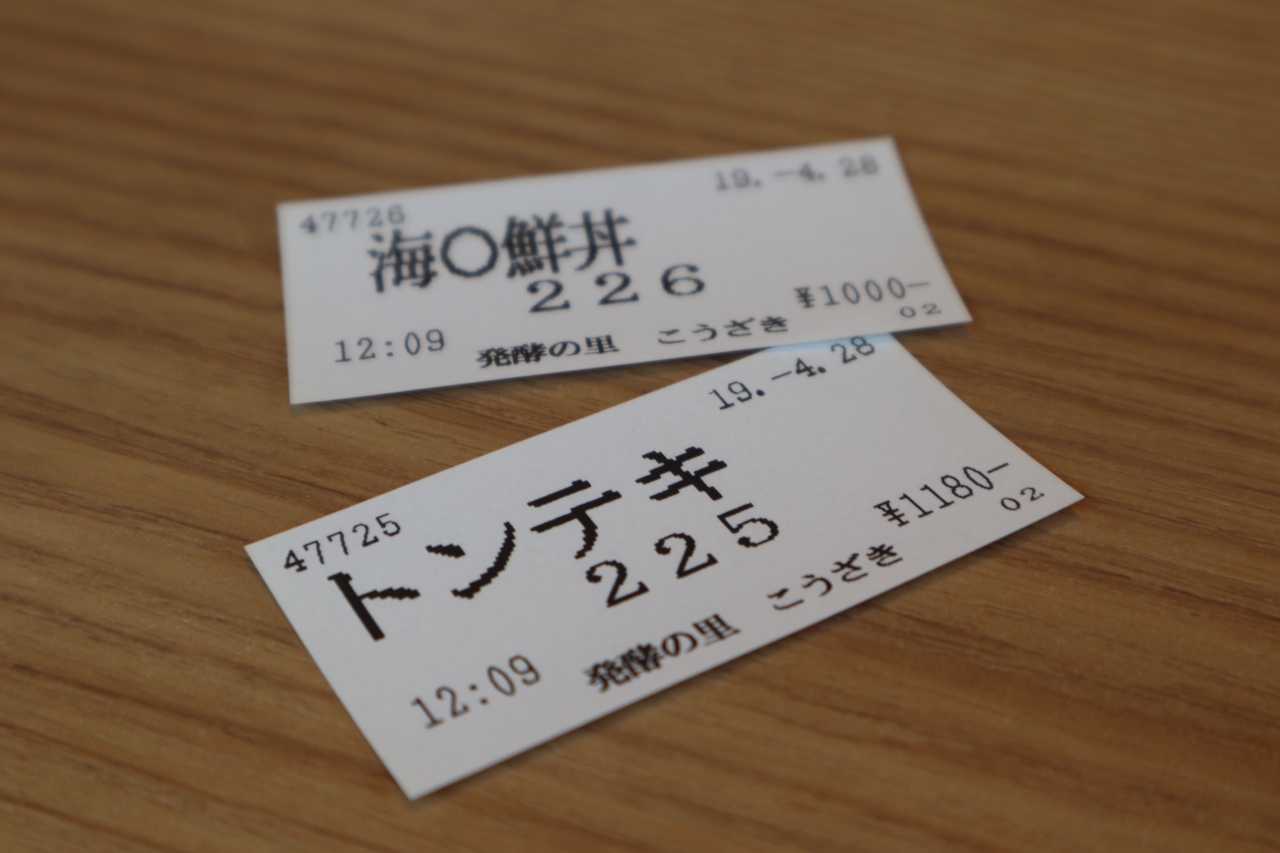 47726 19.-4.28
海〇鮮丼
226
¥1000-
12:09 発酵の里 こうざき 02
19.-4.28
47725 トンテキ
225
¥1180-
12:09 発酵の里 こうざき 02